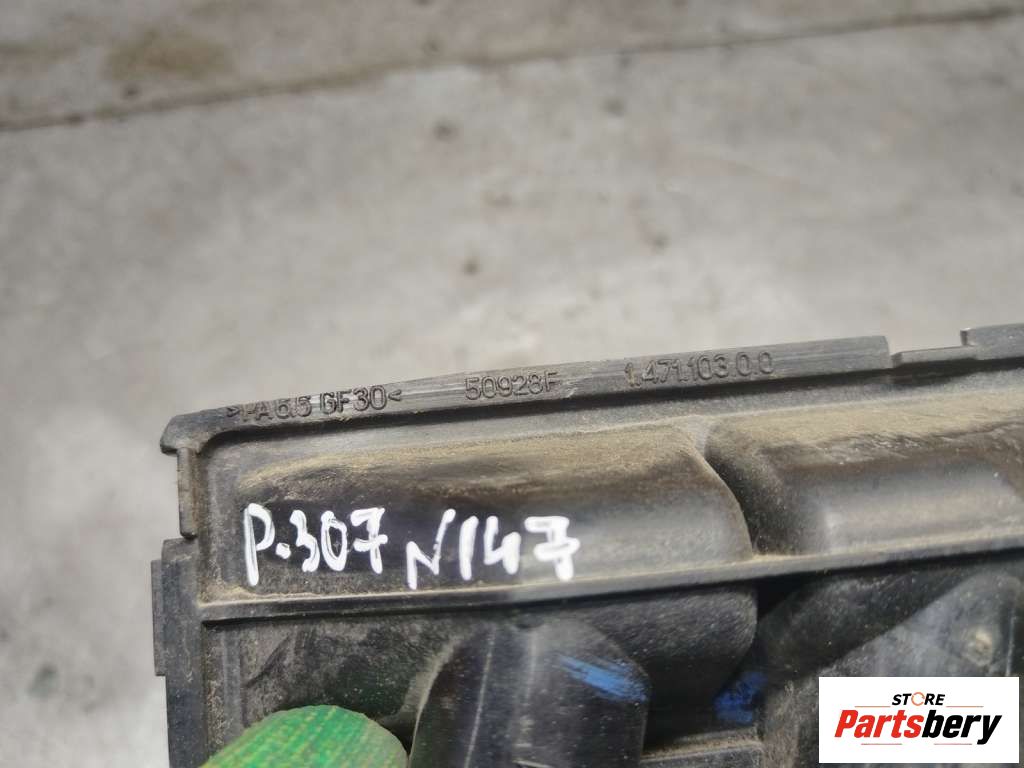 >PA 6.6 GF30< 50928F 1.471.103.0.0
P.307 N147
STORE
Partsbery